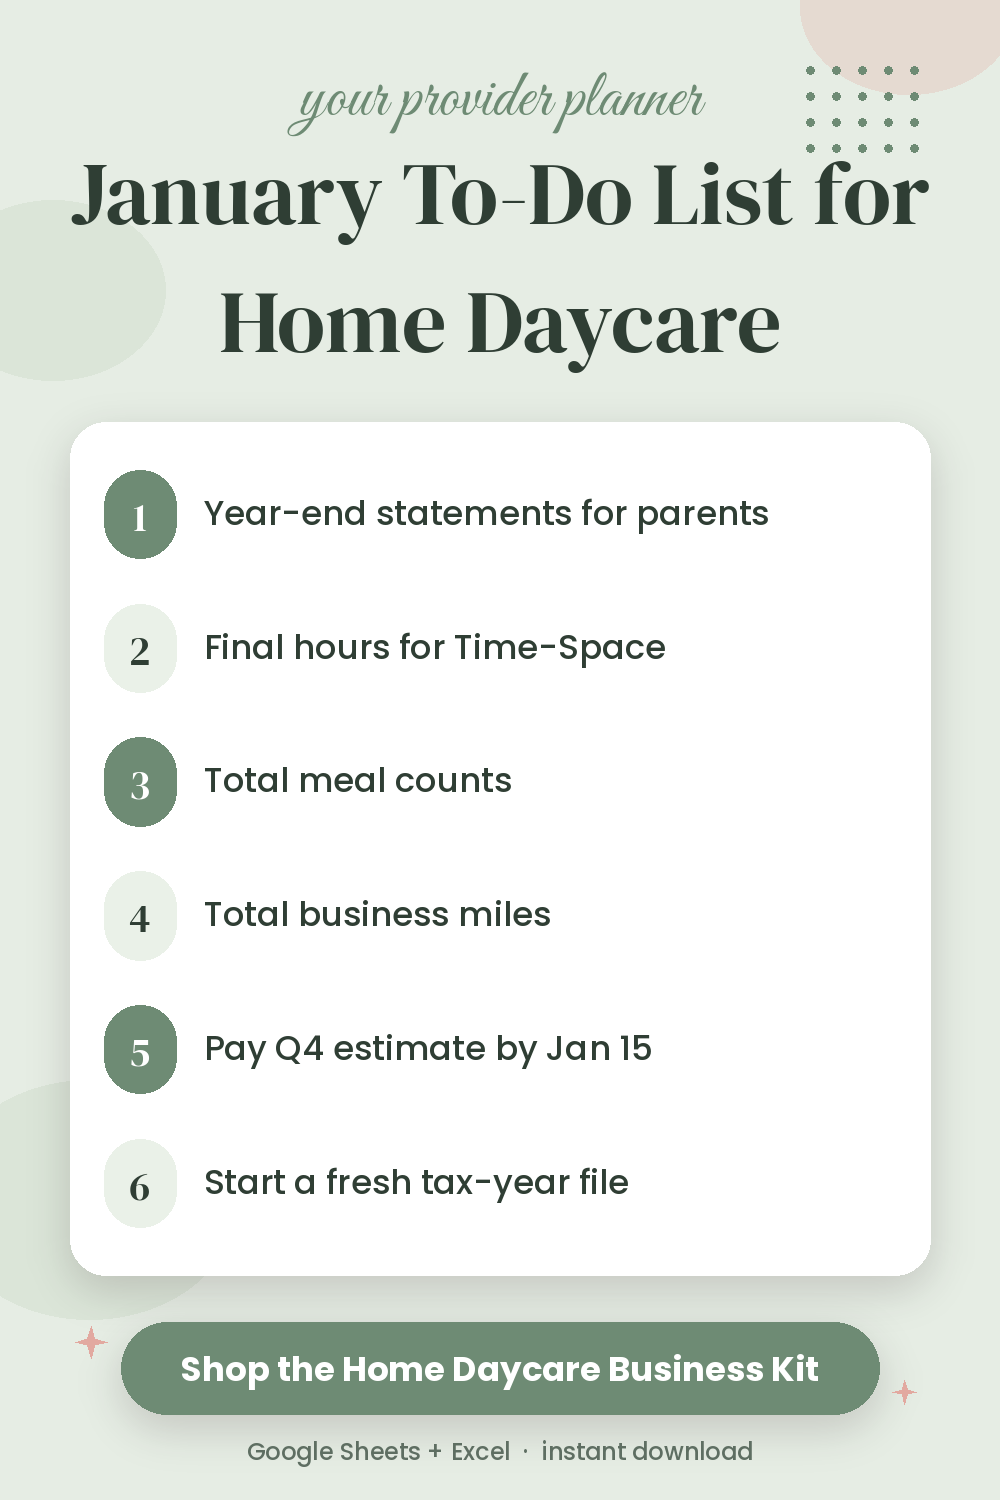 your provider planner
January To-Do List for
Home Daycare
1 Year-end statements for parents
2 Final hours for Time-Space
3 Total meal counts
4 Total business miles
5 Pay Q4 estimate by Jan 15
6 Start a fresh tax-year file
Shop the Home Daycare Business Kit
Google Sheets + Excel · instant download